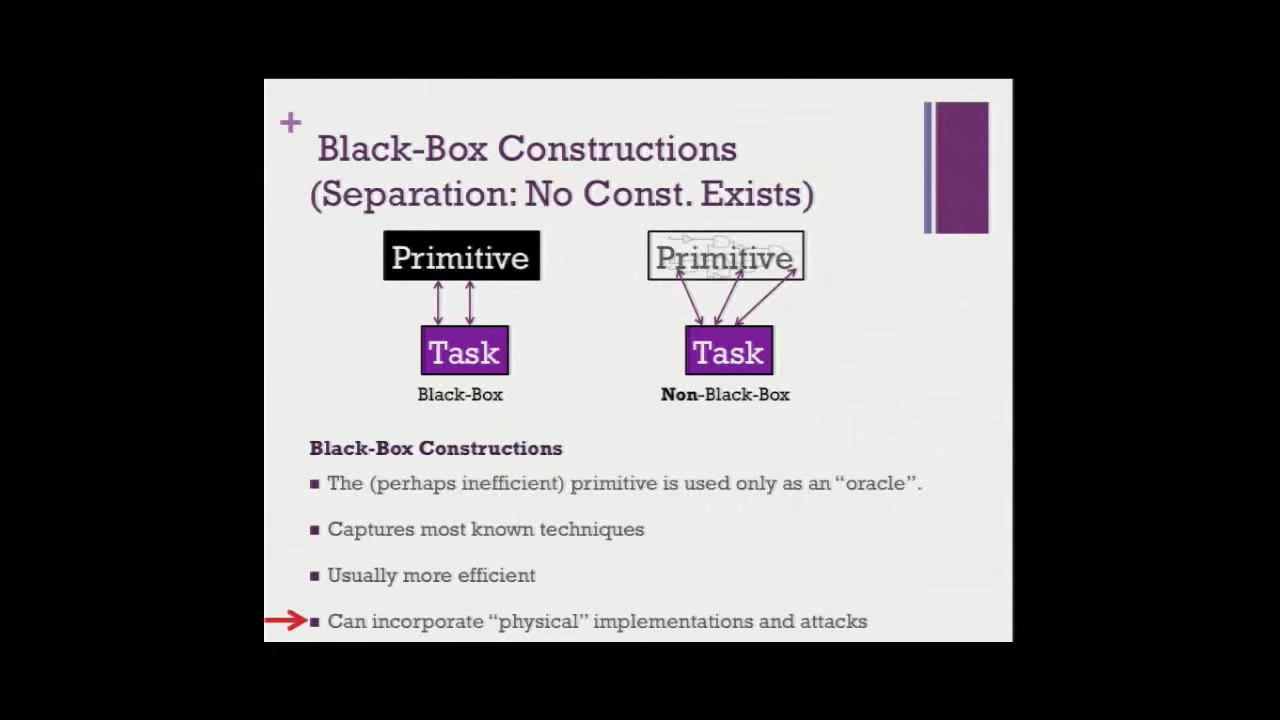 Black-Box Constructions
(Separation: No Const. Exists)
Primitive
Primitive
Task
Task
Black-Box
Non-Black-Box
Black-Box Constructions
The (perhaps inefficient) primitive is used only as an “oracle”.
Captures most known techniques
Usually more efficient
Can incorporate “physical” implementations and attacks